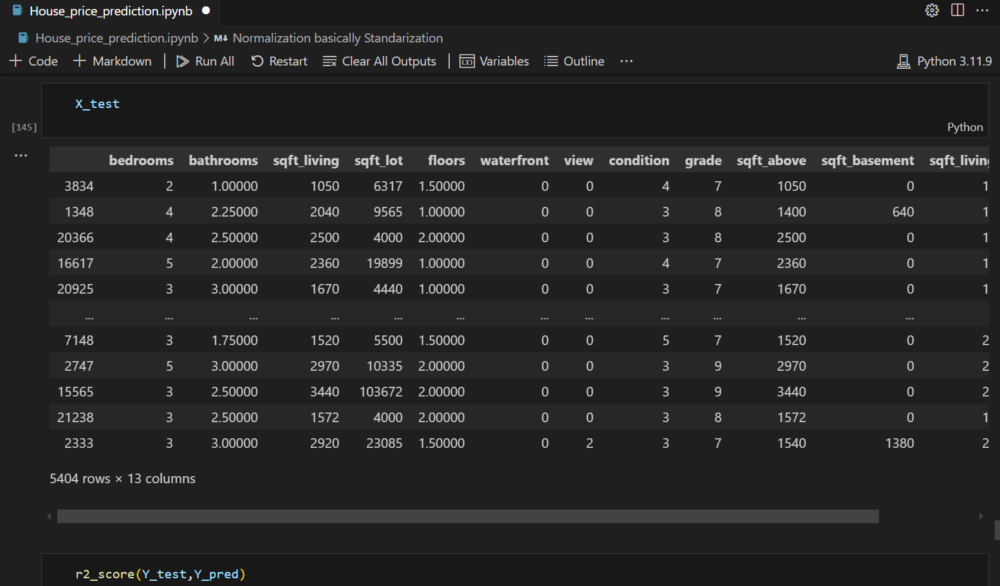 House_price_prediction.ipynb
House_price_prediction.ipynb > M↓ Normalization basically Standarization
+ Code + Markdown | Run All Restart Clear All Outputs | Variables Outline ... Python 3.11.9
X_test
[145]
Python
...
bedrooms bathrooms sqft_living sqft_lot floors waterfront view condition grade sqft_above sqft_basement sqft_living
3834 2 1.00000 1050 6317 1.50000 0 0 4 7 1050 0 1
1348 4 2.25000 2040 9565 1.00000 0 0 3 8 1400 640 1
20366 4 2.50000 2500 4000 2.00000 0 0 3 8 2500 0 1
16617 5 2.00000 2360 19899 1.00000 0 0 4 7 2360 0 1
20925 3 3.00000 1670 4440 1.00000 0 0 3 7 1670 0 1
... ... ... ... ... ... ... ... ... ... ... ...
7148 3 1.75000 1520 5500 1.50000 0 0 5 7 1520 0 2
2747 5 3.00000 2970 10335 2.00000 0 0 3 9 2970 0 2
15565 3 2.50000 3440 103672 2.00000 0 0 3 9 3440 0 2
21238 3 2.50000 1572 4000 2.00000 0 0 3 8 1572 0 1
2333 3 3.00000 2920 23085 1.50000 0 2 3 7 1540 1380 2
5404 rows × 13 columns
r2_score(Y_test,Y_pred)